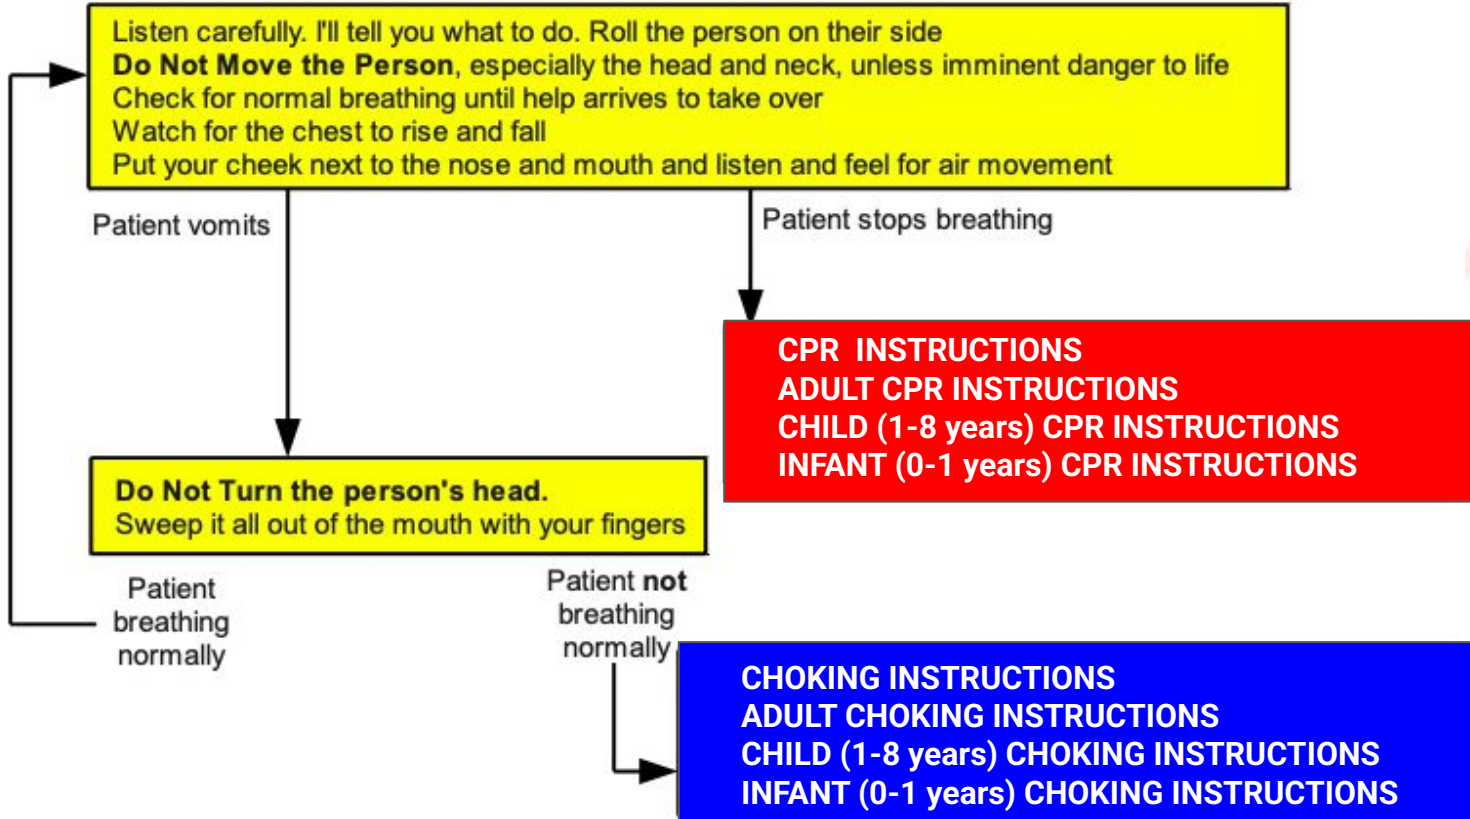 Listen carefully. I'll tell you what to do. Roll the person on their side
Do Not Move the Person, especially the head and neck, unless imminent danger to life
Check for normal breathing until help arrives to take over
Watch for the chest to rise and fall
Put your cheek next to the nose and mouth and listen and feel for air movement
Patient vomits
Patient stops breathing
CPR INSTRUCTIONS
ADULT CPR INSTRUCTIONS
CHILD (1-8 years) CPR INSTRUCTIONS
INFANT (0-1 years) CPR INSTRUCTIONS
Do Not Turn the person's head.
Sweep it all out of the mouth with your fingers
Patient
breathing
normally
Patient not
breathing
normally
CHOKING INSTRUCTIONS
ADULT CHOKING INSTRUCTIONS
CHILD (1-8 years) CHOKING INSTRUCTIONS
INFANT (0-1 years) CHOKING INSTRUCTIONS